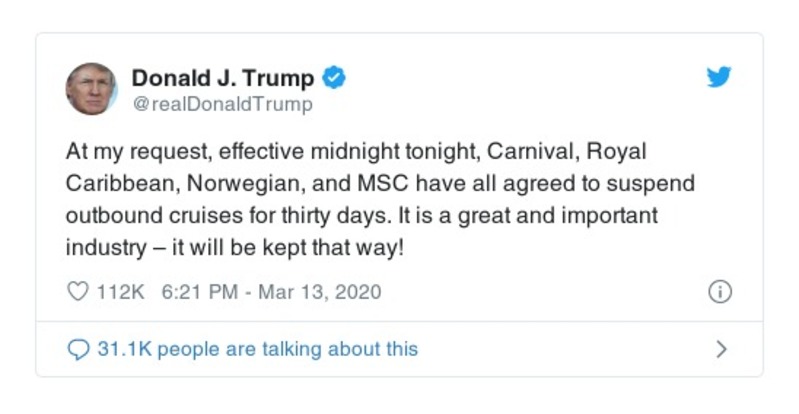 Donald J. Trump
@realDonaldTrump
At my request, effective midnight tonight, Carnival, Royal
Caribbean, Norwegian, and MSC have all agreed to suspend
outbound cruises for thirty days. It is a great and important
industry – it will be kept that way!
112K 6:21 PM - Mar 13, 2020
31.1K people are talking about this